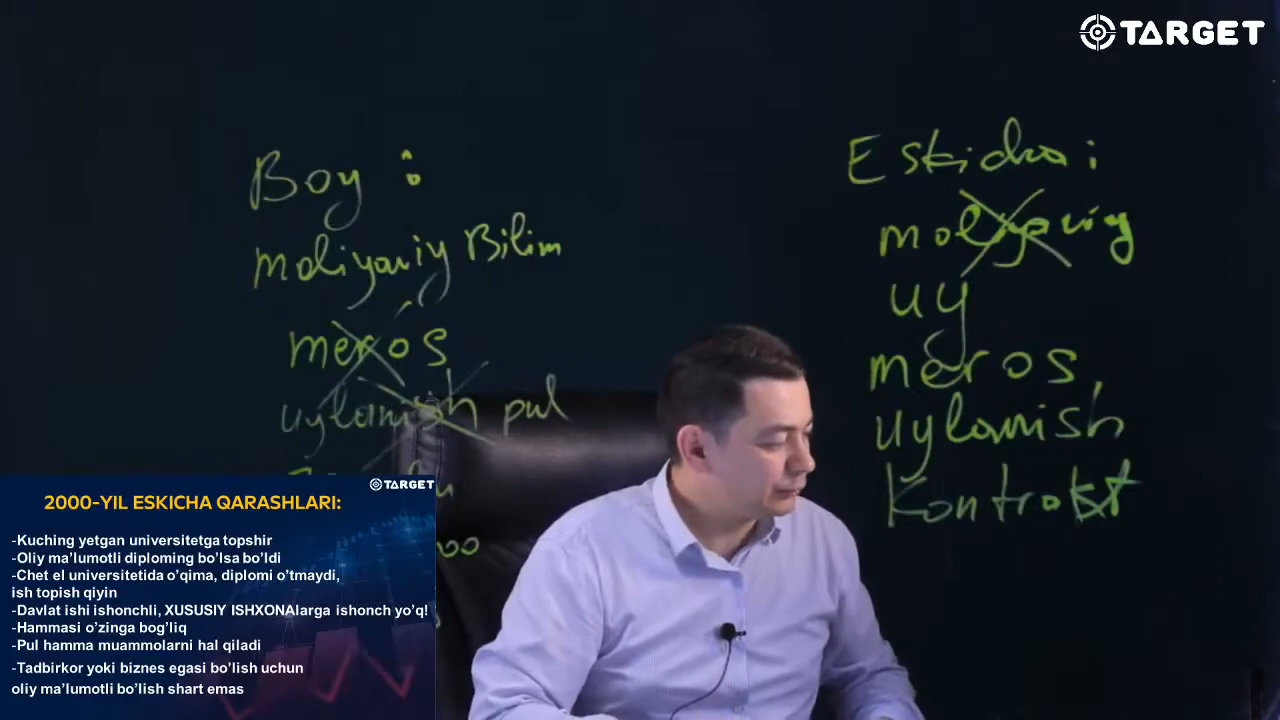 TARGET
Boy :
moliyaviy Bilim
meros
uylanish pul
Eskicha :
moliyaviy
uy
meros,
uylanish
Kontrakt
TARGET
2000-YIL ESKICHA QARASHLARI:
-Kuching yetgan universitetga topshir
-Oliy ma’lumotli diploming bo’lsa bo’ldi
-Chet el universitetida o’qima, diplomi o’tmaydi,
ish topish qiyin
-Davlat ishi ishonchli, XUSUSIY ISHXONAlarga ishonch yo’q!
-Hammasi o’zinga bog’liq
-Pul hamma muammolarni hal qiladi
-Tadbirkor yoki biznes egasi bo’lish uchun
oliy ma’lumotli bo’lish shart emas